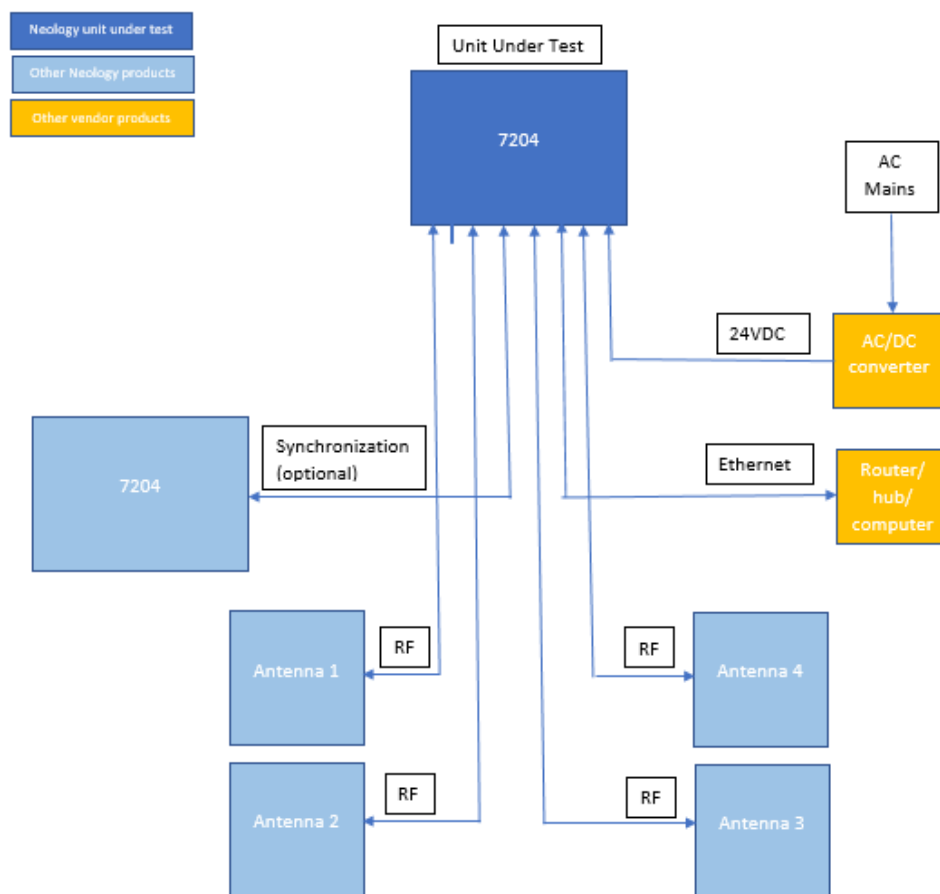 Neology unit under test
Other Neology products
Other vendor products
Unit Under Test
7204
AC
Mains
24VDC
AC/DC
converter
Synchronization
(optional)
7204
Ethernet
Router/
hub/
computer
Antenna 1
RF
RF
Antenna 4
Antenna 2
RF
RF
Antenna 3